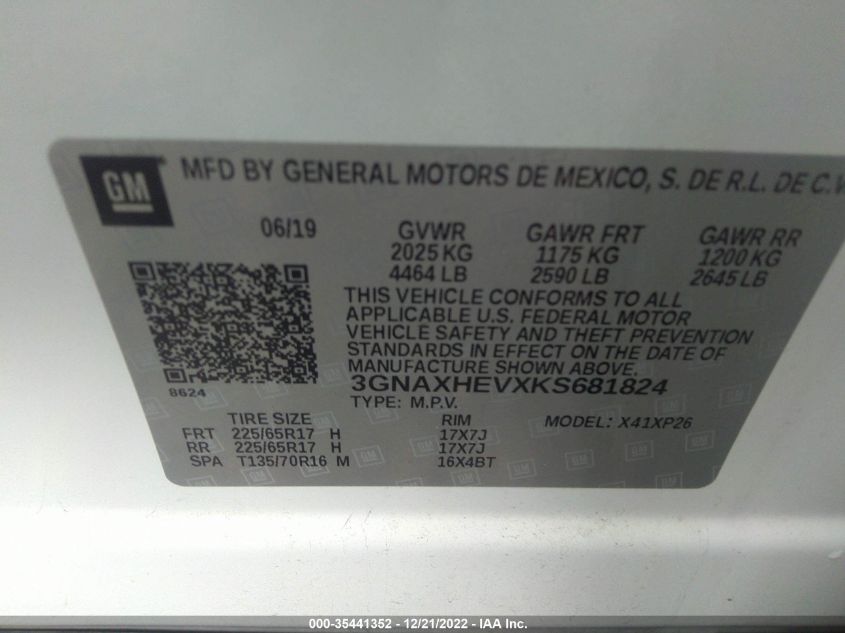 GM MFD BY GENERAL MOTORS DE MEXICO, S. DE R.L. DE C.V
06/19 GVWR GAWR FRT GAWR RR
2025 KG 1175 KG 1200 KG
4464 LB 2590 LB 2645 LB
THIS VEHICLE CONFORMS TO ALL
APPLICABLE U.S. FEDERAL MOTOR
VEHICLE SAFETY AND THEFT PREVENTION
STANDARDS IN EFFECT ON THE DATE OF
MANUFACTURE SHOWN ABOVE.
8624 3GNAXHEVXKS681824
TYPE: M.P.V.
TIRE SIZE RIM MODEL: X41XP26
FRT 225/65R17 H 17X7J
RR 225/65R17 H 17X7J
SPA T135/70R16 M 16X4BT
000-35441352 - 12/21/2022 - IAA Inc.